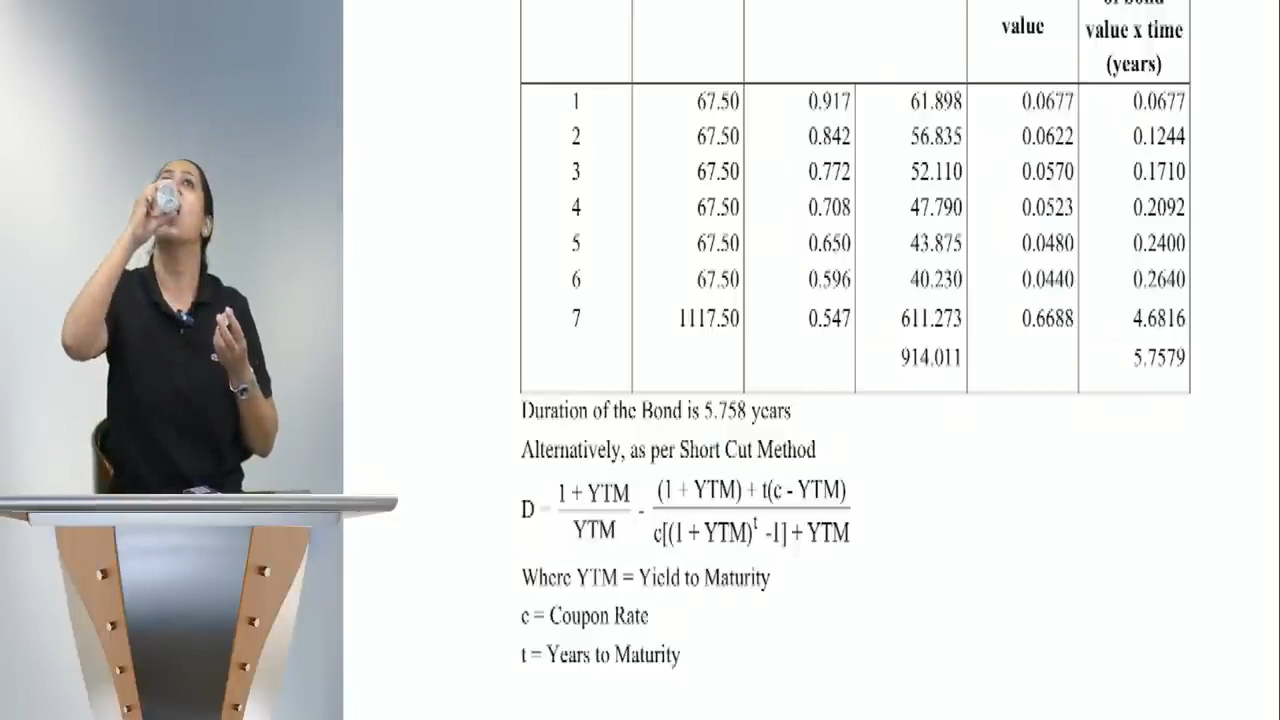 of bond
value value x time
(years)
1 67.50 0.917 61.898 0.0677 0.0677
2 67.50 0.842 56.835 0.0622 0.1244
3 67.50 0.772 52.110 0.0570 0.1710
4 67.50 0.708 47.790 0.0523 0.2092
5 67.50 0.650 43.875 0.0480 0.2400
6 67.50 0.596 40.230 0.0440 0.2640
7 1117.50 0.547 611.273 0.6688 4.6816
914.011 5.7579
Duration of the Bond is 5.758 years
Alternatively, as per Short Cut Method
D = (1 + YTM)/YTM - ((1 + YTM) + t(c - YTM))/(c[(1 + YTM)^t -1] + YTM)
Where YTM = Yield to Maturity
c = Coupon Rate
t = Years to Maturity